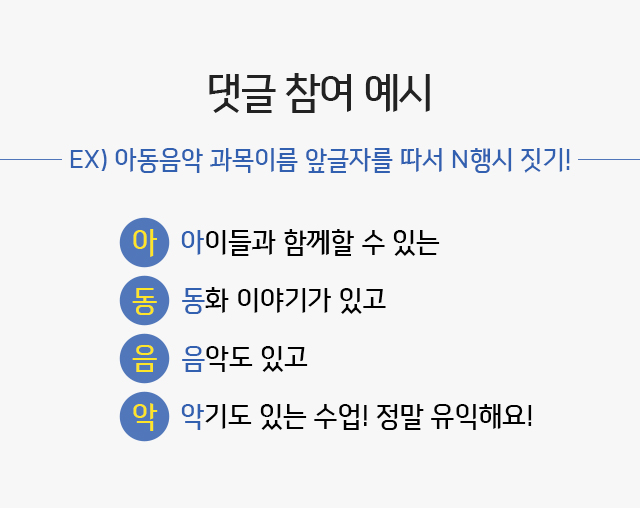 댓글 참여 예시
EX) 아동음악 과목이름 앞글자를 따서 N행시 짓기!
아 아이들과 함께할 수 있는
동 동화 이야기가 있고
음 음악도 있고
악 악기도 있는 수업! 정말 유익해요!